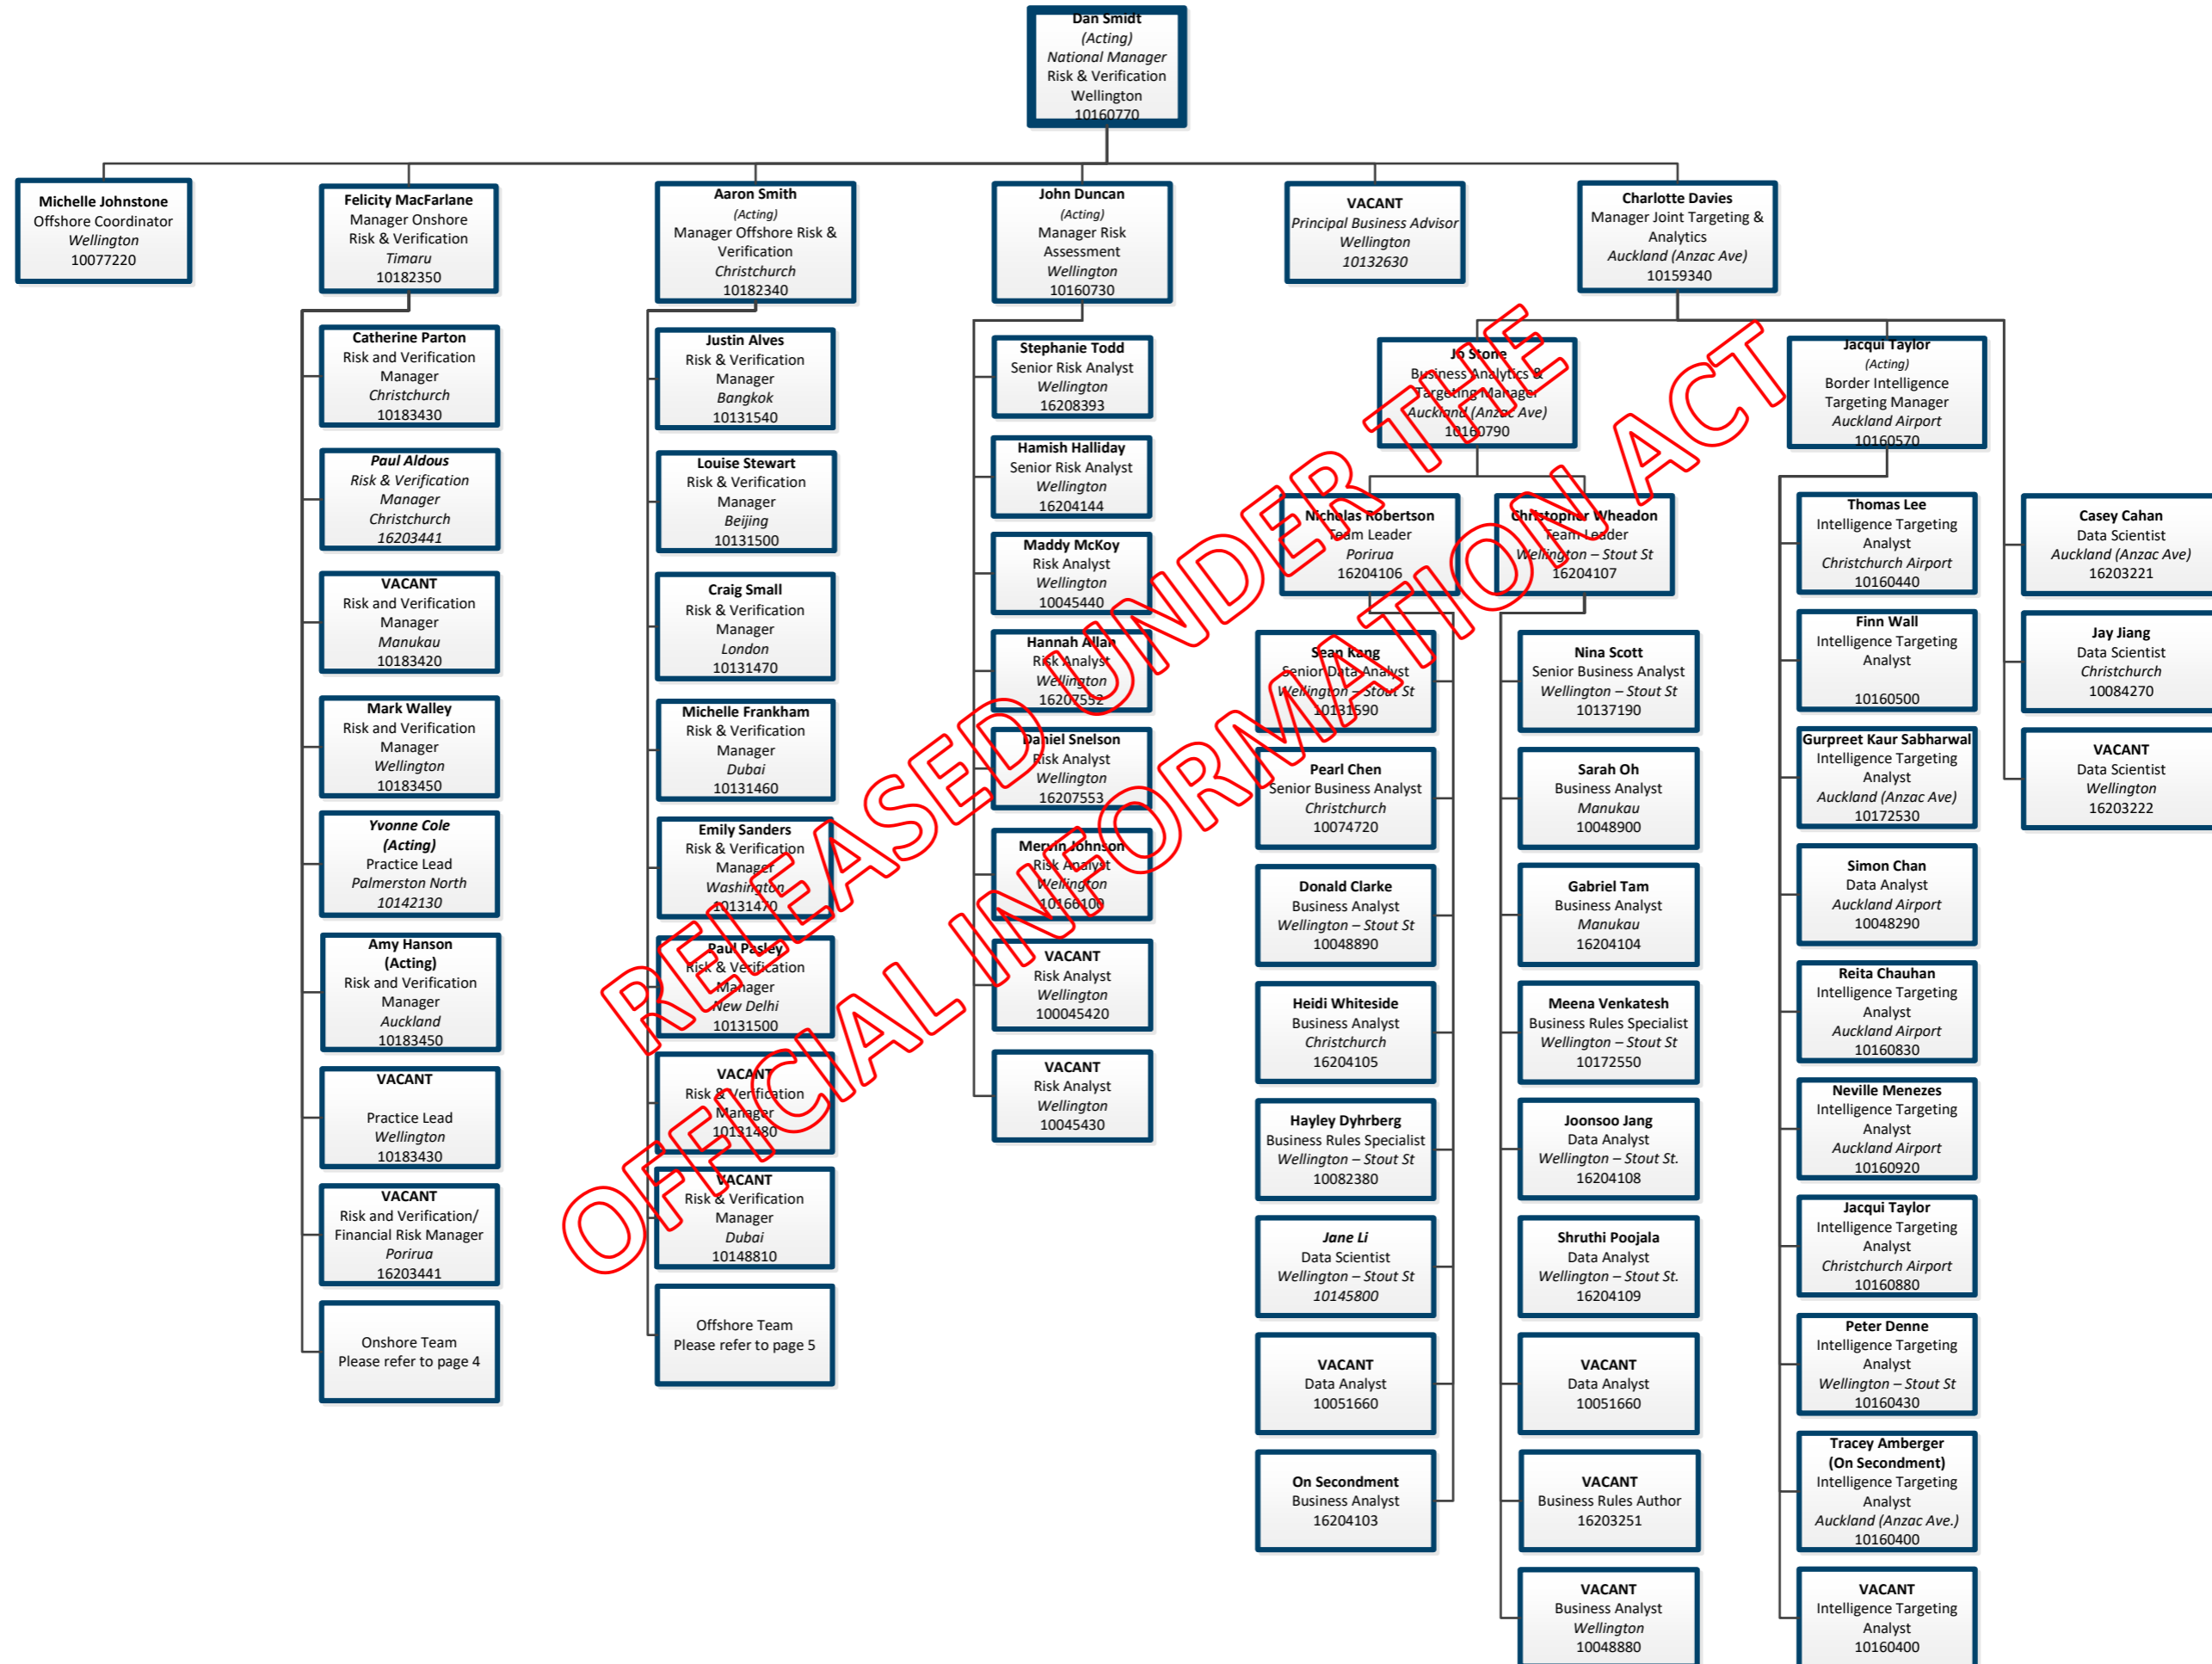 Dan Smidt
(Acting)
National Manager
Risk & Verification
Wellington
10160770
Michelle Johnstone
Offshore Coordinator
Wellington
10077220
Felicity MacFarlane
Manager Onshore
Risk & Verification
Timaru
10182350
Aaron Smith
(Acting)
Manager Offshore Risk &
Verification
Christchurch
10182340
John Duncan
(Acting)
Manager Risk
Assessment
Wellington
10160730
VACANT
Principal Business Advisor
Wellington
10132630
Charlotte Davies
Manager Joint Targeting &
Analytics
Auckland (Anzac Ave)
10159340
Catherine Parton
Risk and Verification
Manager
Christchurch
10183430
Paul Aldous
Risk & Verification
Manager
Christchurch
16203441
VACANT
Risk and Verification
Manager
Manukau
10183420
Mark Walley
Risk and Verification
Manager
Wellington
10183450
Yvonne Cole
(Acting)
Practice Lead
Palmerston North
10142130
Amy Hanson
(Acting)
Risk and Verification
Manager
Auckland
10183450
VACANT
Practice Lead
Wellington
10183430
VACANT
Risk and Verification/
Financial Risk Manager
Porirua
16203441
Onshore Team
Please refer to page 4
Justin Alves
Risk & Verification
Manager
Bangkok
10131540
Louise Stewart
Risk & Verification
Manager
Beijing
10131500
Craig Small
Risk & Verification
Manager
London
10131470
Michelle Frankham
Risk & Verification
Manager
Dubai
10131460
Emily Sanders
Risk & Verification
Manager
Washington
10131470
Paul Pasley
Risk & Verification
Manager
New Delhi
10131500
VACANT
Risk & Verification
Manager
10131480
VACANT
Risk & Verification
Manager
Dubai
10148810
Offshore Team
Please refer to page 5
Stephanie Todd
Senior Risk Analyst
Wellington
16208393
Hamish Halliday
Senior Risk Analyst
Wellington
16204144
Maddy McKoy
Risk Analyst
Wellington
10045440
Hannah Allan
Risk Analyst
Wellington
16207552
Daniel Snelson
Risk Analyst
Wellington
16207553
Mervin Johnson
Risk Analyst
Wellington
10166100
VACANT
Risk Analyst
Wellington
100045420
VACANT
Risk Analyst
Wellington
10045430
Jo Stone
Business Analytics &
Targeting Manager
Auckland (Anzac Ave)
10160790
Nicholas Robertson
Team Leader
Porirua
16204106
Christopher Wheadon
Team Leader
Wellington – Stout St
16204107
Sean Kang
Senior Data Analyst
Wellington – Stout St
10131590
Pearl Chen
Senior Business Analyst
Christchurch
10074720
Donald Clarke
Business Analyst
Wellington – Stout St
10048890
Heidi Whiteside
Business Analyst
Christchurch
16204105
Hayley Dyhrberg
Business Rules Specialist
Wellington – Stout St
10082380
Jane Li
Data Scientist
Wellington – Stout St
10145800
VACANT
Data Analyst
10051660
On Secondment
Business Analyst
16204103
Nina Scott
Senior Business Analyst
Wellington – Stout St
10137190
Sarah Oh
Business Analyst
Manukau
10048900
Gabriel Tam
Business Analyst
Manukau
16204104
Meena Venkatesh
Business Rules Specialist
Wellington – Stout St
10172550
Joonsoo Jang
Data Analyst
Wellington – Stout St.
16204108
Shruthi Poojala
Data Analyst
Wellington – Stout St.
16204109
VACANT
Data Analyst
10051660
VACANT
Business Rules Author
16203251
VACANT
Business Analyst
Wellington
10048880
Jacqui Taylor
(Acting)
Border Intelligence
Targeting Manager
Auckland Airport
10160570
Thomas Lee
Intelligence Targeting
Analyst
Christchurch Airport
10160440
Finn Wall
Intelligence Targeting
Analyst
10160500
Gurpreet Kaur Sabharwal
Intelligence Targeting
Analyst
Auckland (Anzac Ave)
10172530
Simon Chan
Data Analyst
Auckland Airport
10048290
Reita Chauhan
Intelligence Targeting
Analyst
Auckland Airport
10160830
Neville Menezes
Intelligence Targeting
Analyst
Auckland Airport
10160920
Jacqui Taylor
Intelligence Targeting
Analyst
Christchurch Airport
10160880
Peter Denne
Intelligence Targeting
Analyst
Wellington – Stout St
10160430
Tracey Amberger
(On Secondment)
Intelligence Targeting
Analyst
Auckland (Anzac Ave.)
10160400
VACANT
Intelligence Targeting
Analyst
10160400
Casey Cahan
Data Scientist
Auckland (Anzac Ave)
16203221
Jay Jiang
Data Scientist
Christchurch
10084270
VACANT
Data Scientist
Wellington
16203222
RELEASED UNDER THE
OFFICIAL INFORMATION ACT